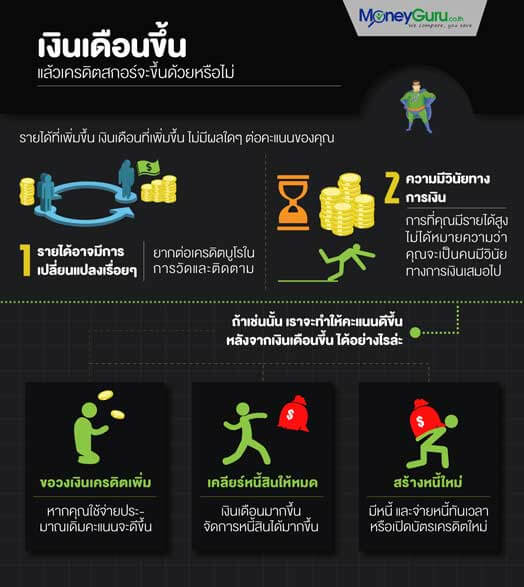 MoneyGuru.co.th
We compare, you save
เงินเดือนขึ้น
แล้วเครดิตสกอร์จะขึ้นด้วยหรือไม่
รายได้ที่เพิ่มขึ้น เงินเดือนที่เพิ่มขึ้น ไม่มีผลใดๆ ต่อคะแนนของคุณ
$
1 รายได้อาจมีการ
เปลี่ยนแปลงเรื่อยๆ
ยากต่อเครดิตบูโรใน
การวัดและติดตาม
2 ความมีวินัยทาง
การเงิน
การที่คุณมีรายได้สูง
ไม่ได้หมายความว่า
คุณจะเป็นคนมีวินัย
ทางการเงินเสมอไป
ถ้าเช่นนั้น เราจะทำให้คะแนนดีขึ้น
หลังจากเงินเดือนขึ้น ได้อย่างไรล่ะ
ขอวงเงินเครดิตเพิ่ม
หากคุณใช้จ่ายประ-
มาณเดิมคะแนนจะดีขึ้น
$
เคลียร์หนี้สินให้หมด
เงินเดือนมากขึ้น
จัดการหนี้สินได้มากขึ้น
$
สร้างหนี้ใหม่
มีหนี้ และจ่ายหนี้ทันเวลา
หรือเปิดบัตรเครดิตใหม่